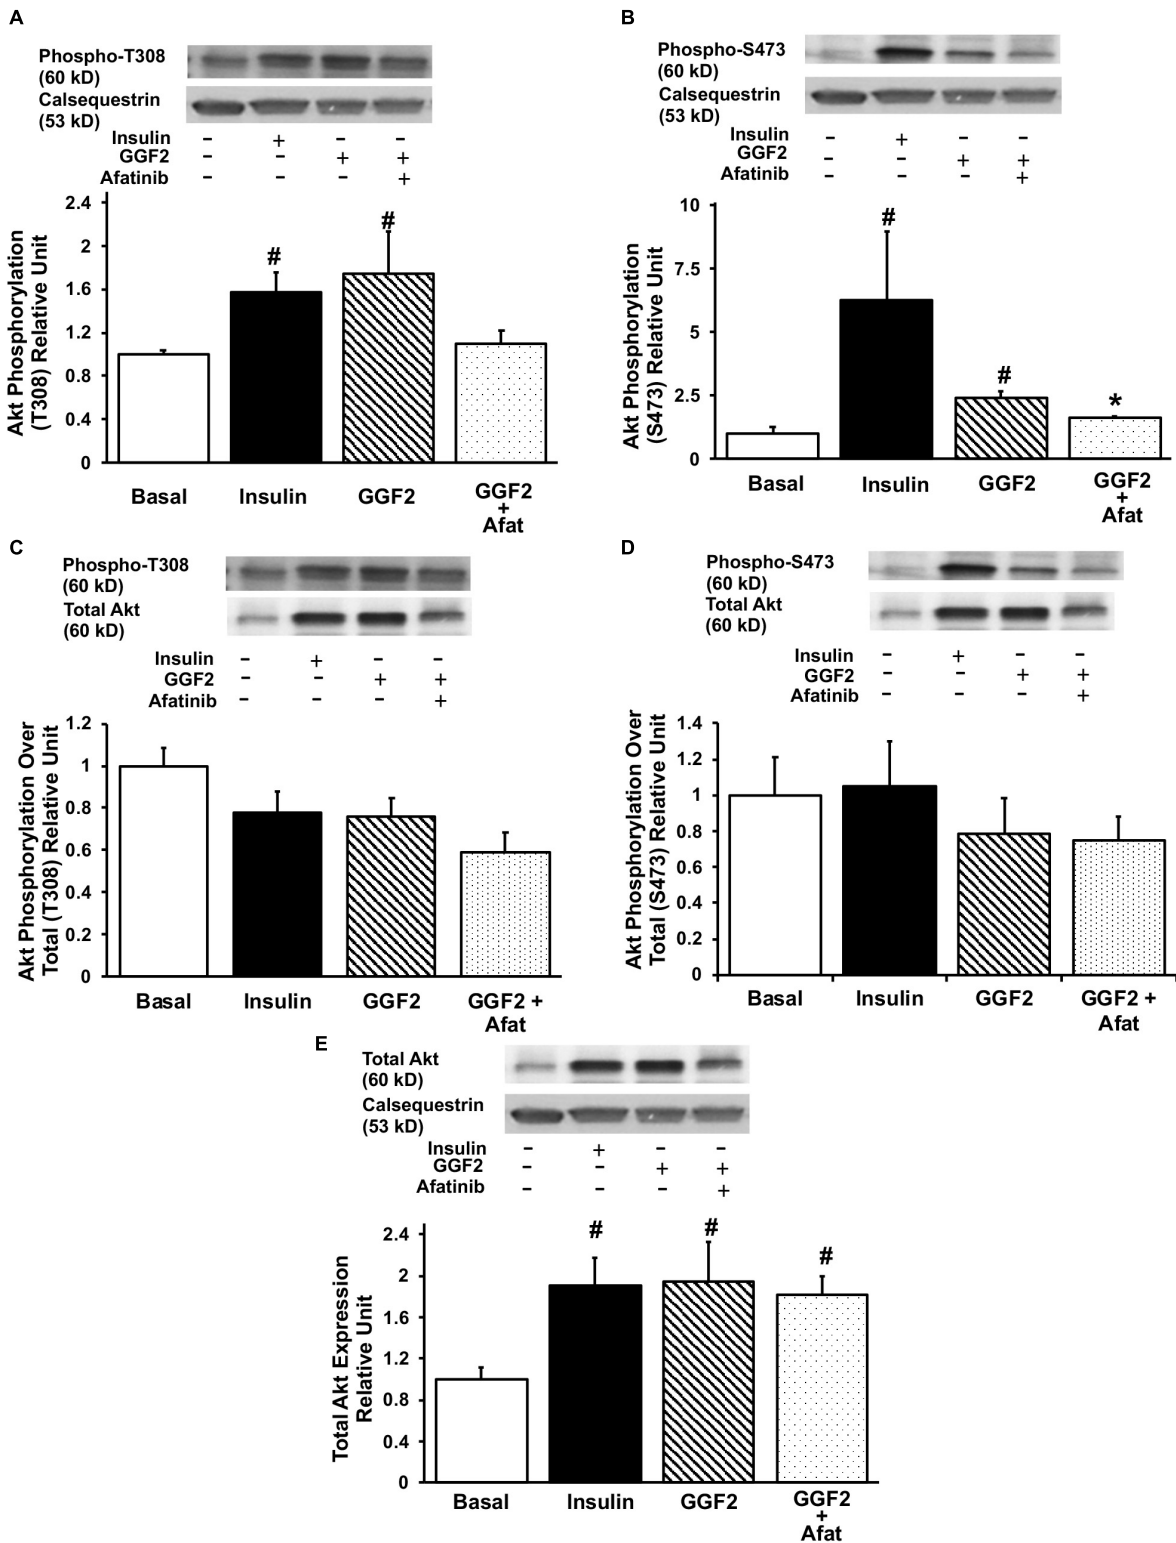 A
Phospho-T308
(60 kD)
Calsequestrin
(53 kD)
Insulin − + − −
GGF2 − − + +
Afatinib − − − +
Akt Phosphorylation
(T308) Relative Unit
2.4
2
1.6
1.2
0.8
0.4
0
# #
Basal Insulin GGF2 GGF2
+
Afat
B
Phospho-S473
(60 kD)
Calsequestrin
(53 kD)
Insulin − + − −
GGF2 − − + +
Afatinib − − − +
Akt Phosphorylation
(S473) Relative Unit
10
7.5
5
2.5
0
# # *
Basal Insulin GGF2 GGF2
+
Afat
C
Phospho-T308
(60 kD)
Total Akt
(60 kD)
Insulin − + − −
GGF2 − − + +
Afatinib − − − +
Akt Phosphorylation Over
Total (T308) Relative Unit
1.2
1
0.8
0.6
0.4
0.2
0
Basal Insulin GGF2 GGF2 +
Afat
D
Phospho-S473
(60 kD)
Total Akt
(60 kD)
Insulin − + − −
GGF2 − − + +
Afatinib − − − +
Akt Phosphorylation Over
Total (S473) Relative Unit
1.4
1.2
1
0.8
0.6
0.4
0.2
0
Basal Insulin GGF2 GGF2 +
Afat
E
Total Akt
(60 kD)
Calsequestrin
(53 kD)
Insulin − + − −
GGF2 − − + +
Afatinib − − − +
Total Akt Expression
Relative Unit
2.4
2
1.6
1.2
0.8
0.4
0
# # #
Basal Insulin GGF2 GGF2
+
Afat